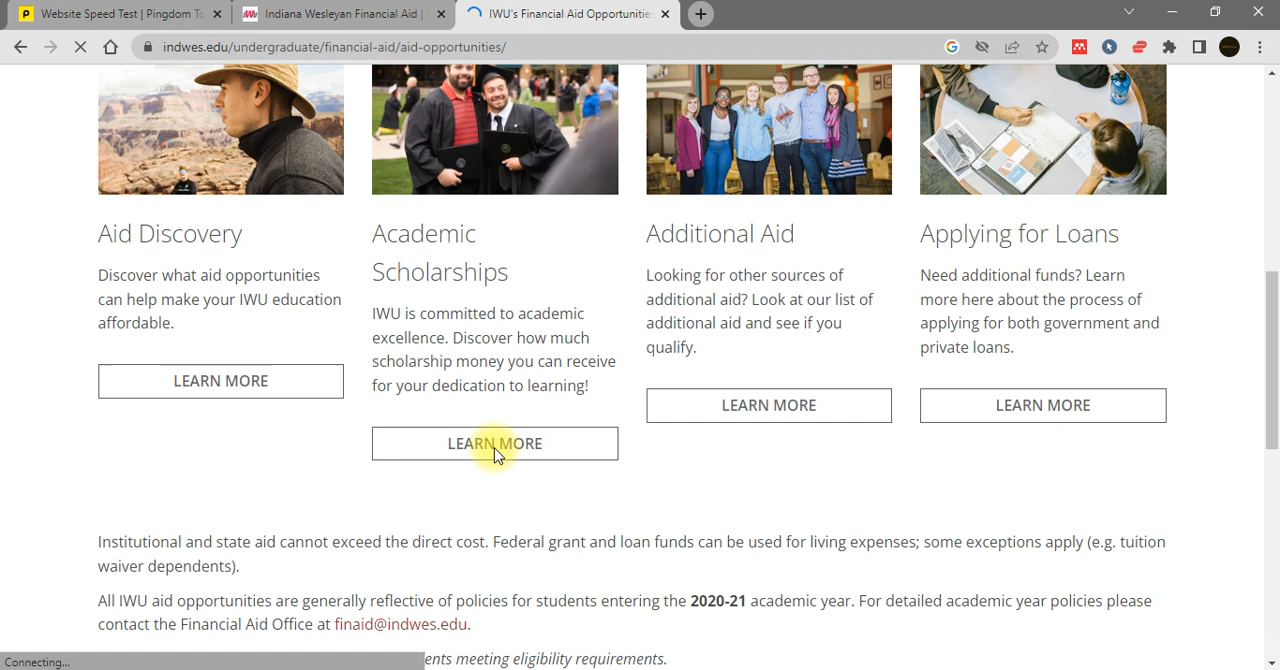 Website Speed Test | Pingdom To
Indiana Wesleyan Financial Aid |
IWU's Financial Aid Opportunitie
indwes.edu/undergraduate/financial-aid/aid-opportunities/
Aid Discovery
Discover what aid opportunities
can help make your IWU education
affordable.
LEARN MORE
Academic
Scholarships
IWU is committed to academic
excellence. Discover how much
scholarship money you can receive
for your dedication to learning!
LEARN MORE
Additional Aid
Looking for other sources of
additional aid? Look at our list of
additional aid and see if you
qualify.
LEARN MORE
Applying for Loans
Need additional funds? Learn
more here about the process of
applying for both government and
private loans.
LEARN MORE
Institutional and state aid cannot exceed the direct cost. Federal grant and loan funds can be used for living expenses; some exceptions apply (e.g. tuition
waiver dependents).
All IWU aid opportunities are generally reflective of policies for students entering the 2020-21 academic year. For detailed academic year policies please
contact the Financial Aid Office at finaid@indwes.edu.
Connecting...
ents meeting eligibility requirements.